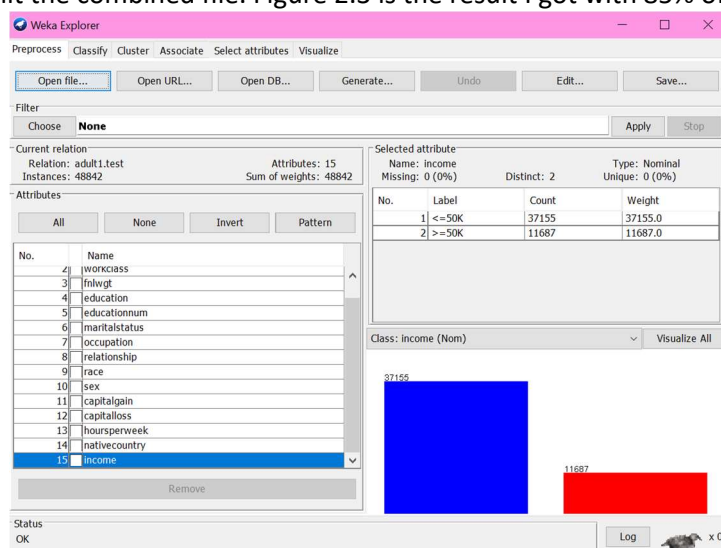 Weka Explorer
Preprocess Classify Cluster Associate Select attributes Visualize
Open file... Open URL... Open DB... Generate... Undo Edit... Save...
Filter
Choose None Apply Stop
Current relation
Relation: adult1.test Attributes: 15
Instances: 48842 Sum of weights: 48842
Selected attribute
Name: income Type: Nominal
Missing: 0 (0%) Distinct: 2 Unique: 0 (0%)
Attributes
All None Invert Pattern
No. Name
2 workclass
3 fnlwgt
4 education
5 educationnum
6 maritalstatus
7 occupation
8 relationship
9 race
10 sex
11 capitalgain
12 capitalloss
13 hoursperweek
14 nativecountry
15 income
Remove
No. Label Count Weight
1 <=50K 37155 37155.0
2 >=50K 11687 11687.0
Class: income (Nom) Visualize All
37155
11687
Status
OK
Log x 0